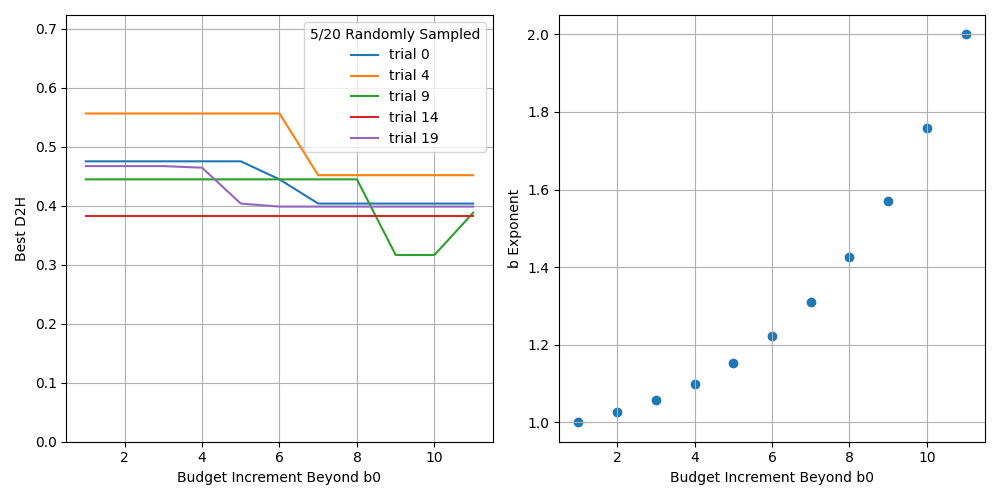 5/20 Randomly Sampled
trial 0
trial 4
trial 9
trial 14
trial 19
0.7
0.6
0.5
0.4
0.3
0.2
0.1
0.0
Best D2H
2 4 6 8 10
Budget Increment Beyond b0
2.0
1.8
1.6
1.4
1.2
1.0
b Exponent
2 4 6 8 10
Budget Increment Beyond b0